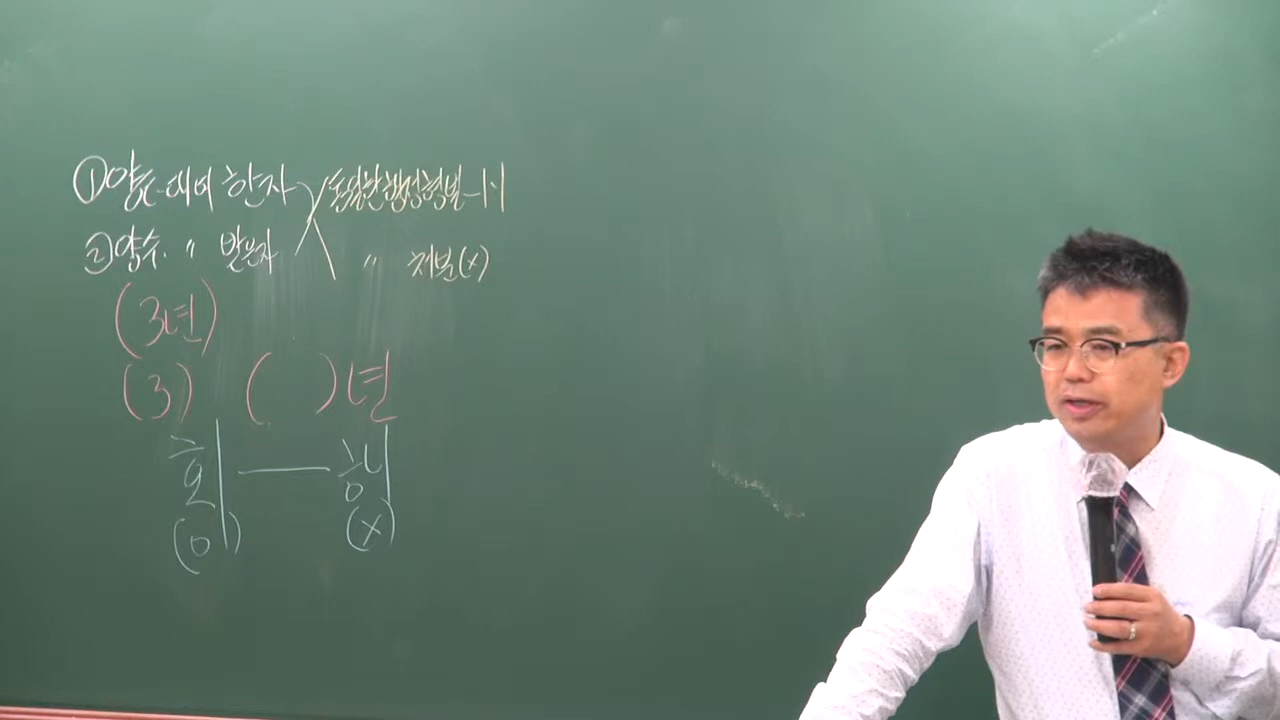 ①양도·대여 한자
②양수· 〃 받은자 〃 처분(x)
(3년)
(3) ( )년
형 — 행
(o) (x)